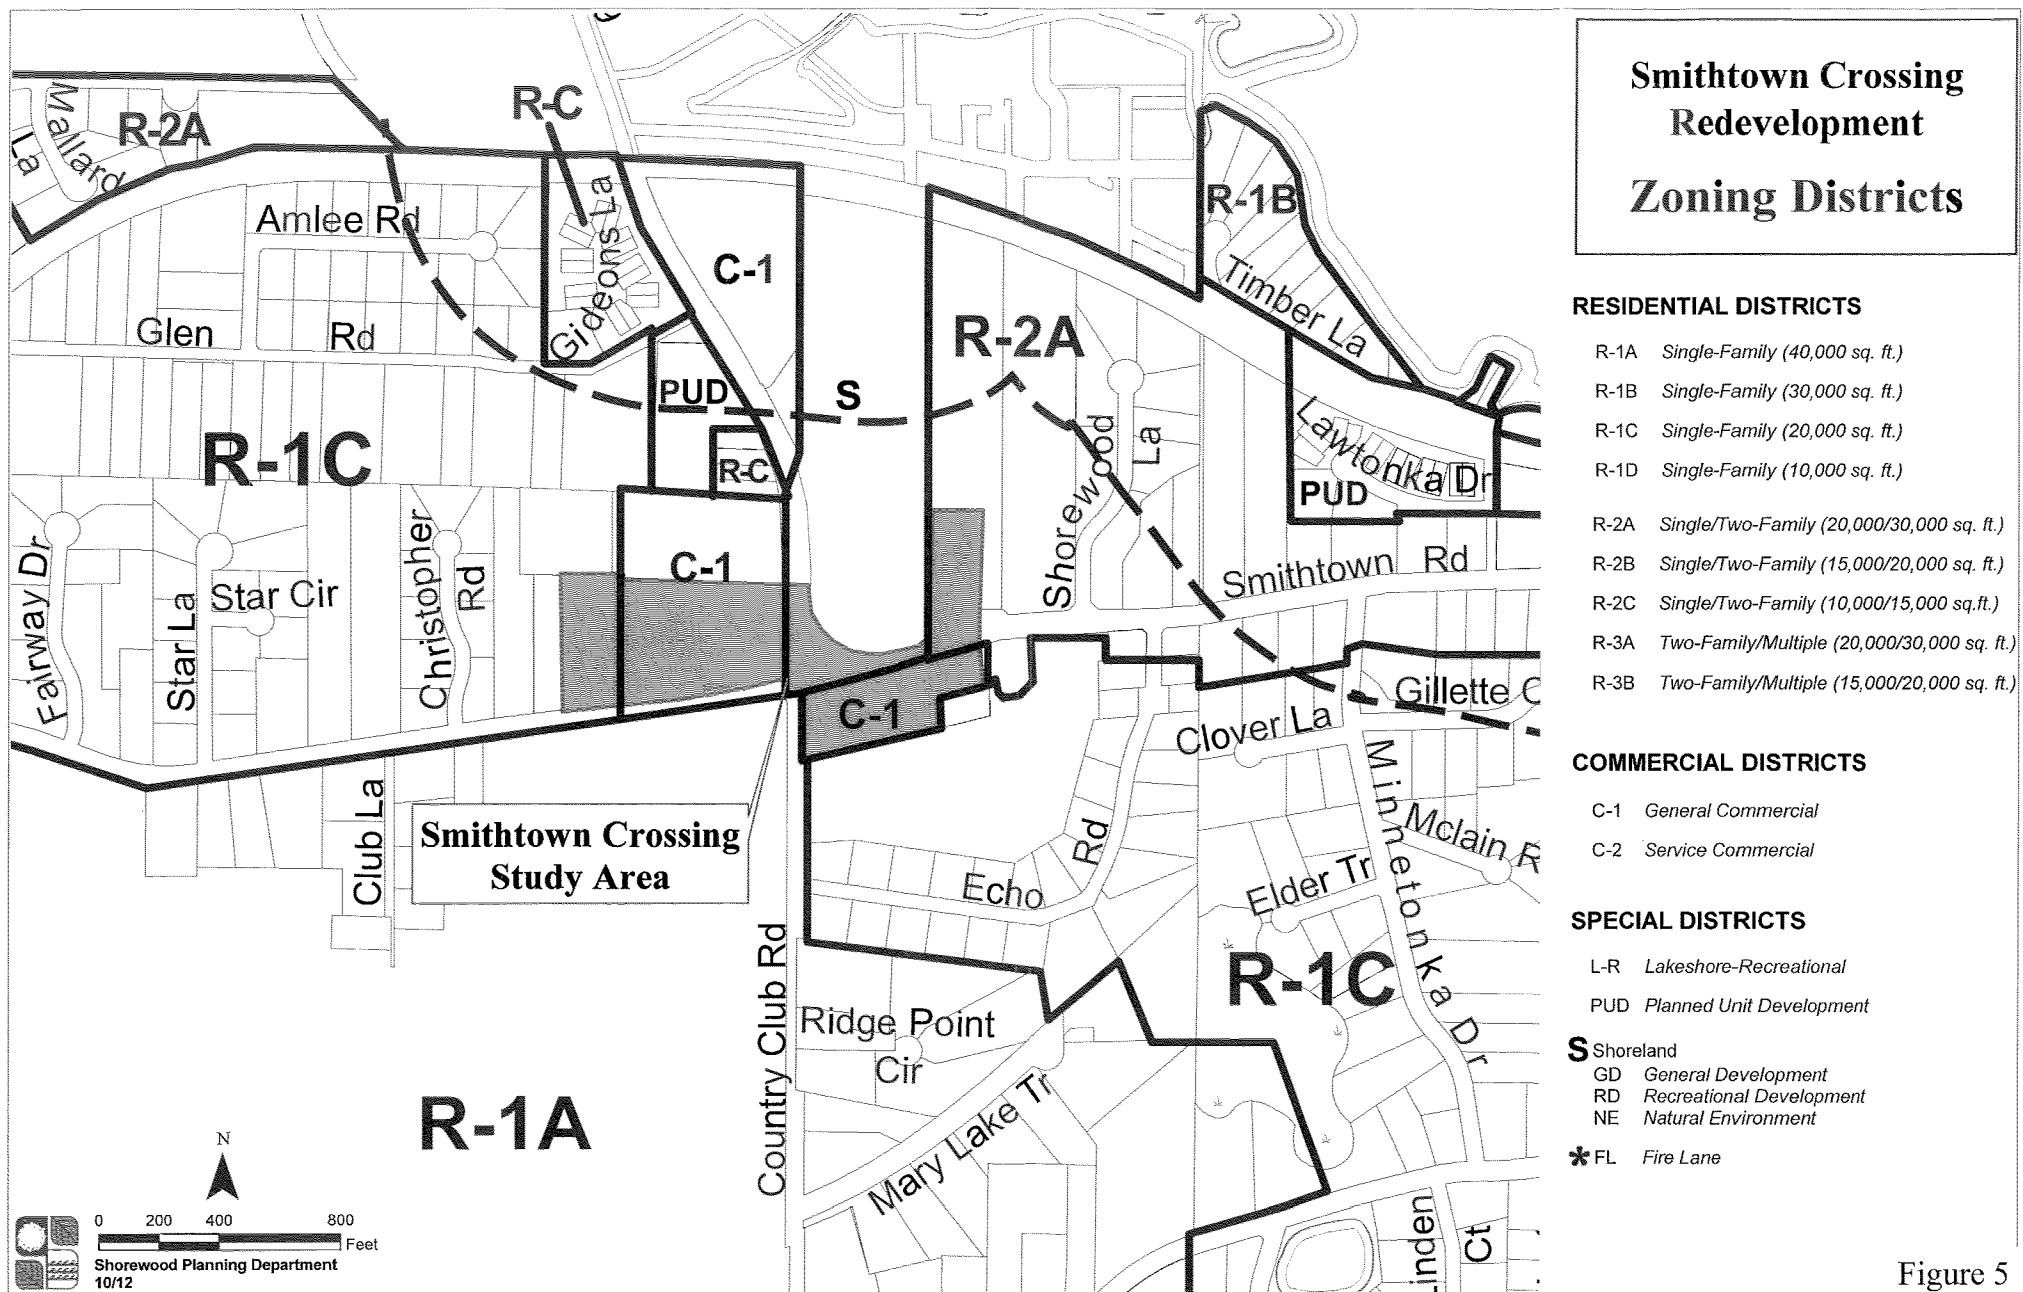 Smithtown Crossing
Redevelopment
Zoning Districts
RESIDENTIAL DISTRICTS
R-1A Single-Family (40,000 sq. ft.)
R-1B Single-Family (30,000 sq. ft.)
R-1C Single-Family (20,000 sq. ft.)
R-1D Single-Family (10,000 sq. ft.)
R-2A Single/Two-Family (20,000/30,000 sq. ft.)
R-2B Single/Two-Family (15,000/20,000 sq. ft.)
R-2C Single/Two-Family (10,000/15,000 sq.ft.)
R-3A Two-Family/Multiple (20,000/30,000 sq. ft.)
R-3B Two-Family/Multiple (15,000/20,000 sq. ft.)
COMMERCIAL DISTRICTS
C-1 General Commercial
C-2 Service Commercial
SPECIAL DISTRICTS
L-R Lakeshore-Recreational
PUD Planned Unit Development
S Shoreland
GD General Development
RD Recreational Development
NE Natural Environment
* FL Fire Lane
Figure 5
R-C
Mallard
La
R-2A
Amlee Rd
Gideons La
C-1
R-1B
Timber La
Glen Rd
R-2A
PUD
S
R-1C
R-C
Shorewood
La
Lawtonka Dr
PUD
Fairway Dr
Star La
Star Cir
Christopher
Rd
C-1
Smithtown Rd
C-1
Clover La
Gillette C
Smithtown Crossing
Study Area
Club La
Echo
Rd
Minnetonka Dr
Mclain R
Elder Tr
R-1C
Country Club Rd
Ridge Point
Cir
Mary Lake Tr
R-1A
Linden
Ct
N
0 200 400 800
Feet
Shorewood Planning Department
10/12